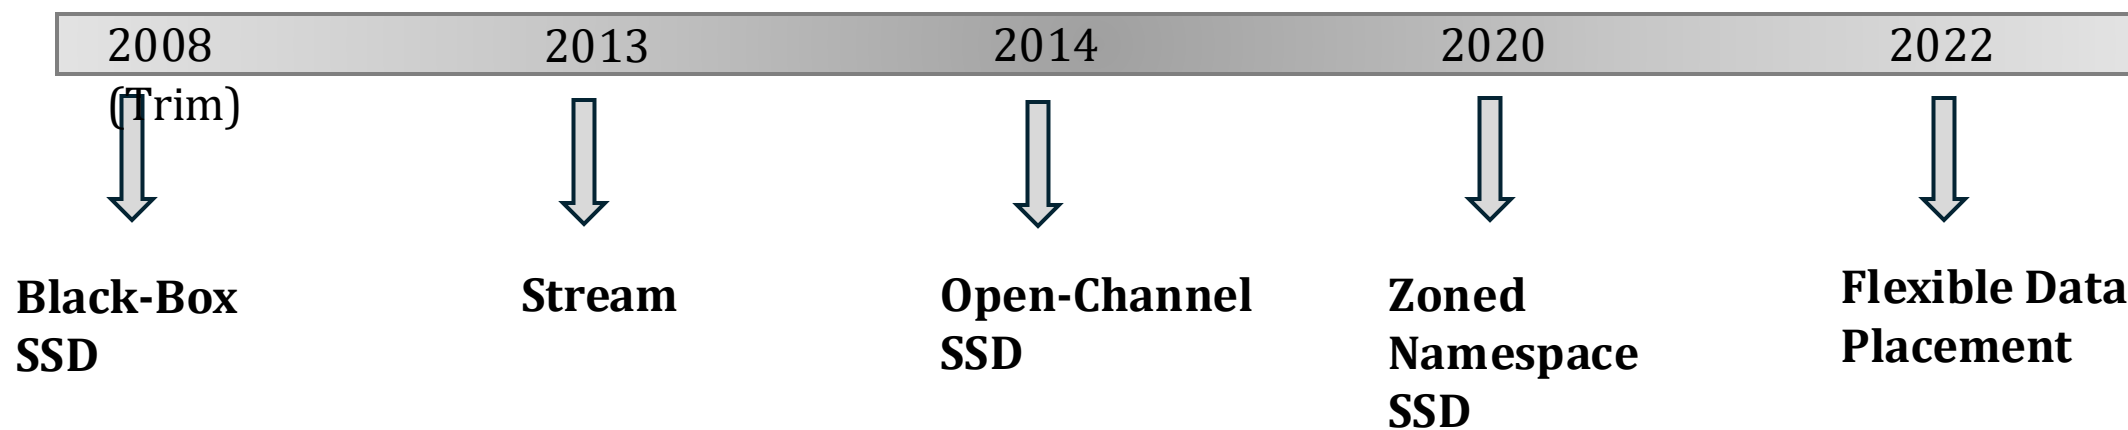 2008
(Trim)
2013
2014
2020
2022
Black-Box
SSD
Stream
Open-Channel
SSD
Zoned
Namespace
SSD
Flexible Data
Placement